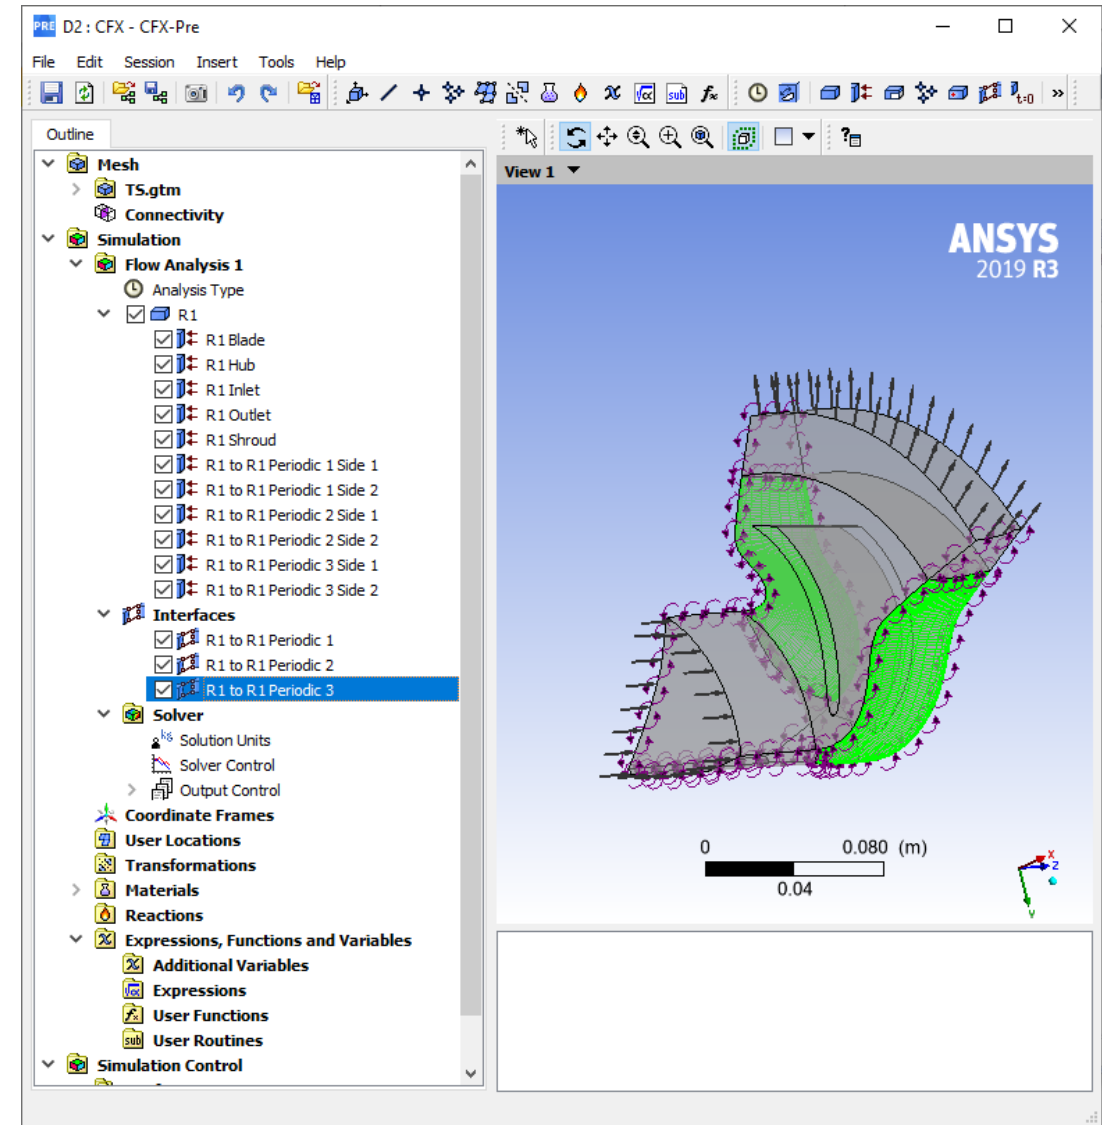 PRE D2 : CFX - CFX-Pre
File Edit Session Insert Tools Help
Outline
Mesh
TS.gtm
Connectivity
Simulation
Flow Analysis 1
Analysis Type
R1
R1 Blade
R1 Hub
R1 Inlet
R1 Outlet
R1 Shroud
R1 to R1 Periodic 1 Side 1
R1 to R1 Periodic 1 Side 2
R1 to R1 Periodic 2 Side 1
R1 to R1 Periodic 2 Side 2
R1 to R1 Periodic 3 Side 1
R1 to R1 Periodic 3 Side 2
Interfaces
R1 to R1 Periodic 1
R1 to R1 Periodic 2
R1 to R1 Periodic 3
Solver
Solution Units
Solver Control
Output Control
Coordinate Frames
User Locations
Transformations
Materials
Reactions
Expressions, Functions and Variables
Additional Variables
Expressions
User Functions
User Routines
Simulation Control
View 1
ANSYS
2019 R3
0 0.080 (m)
0.04
X
Z
Y